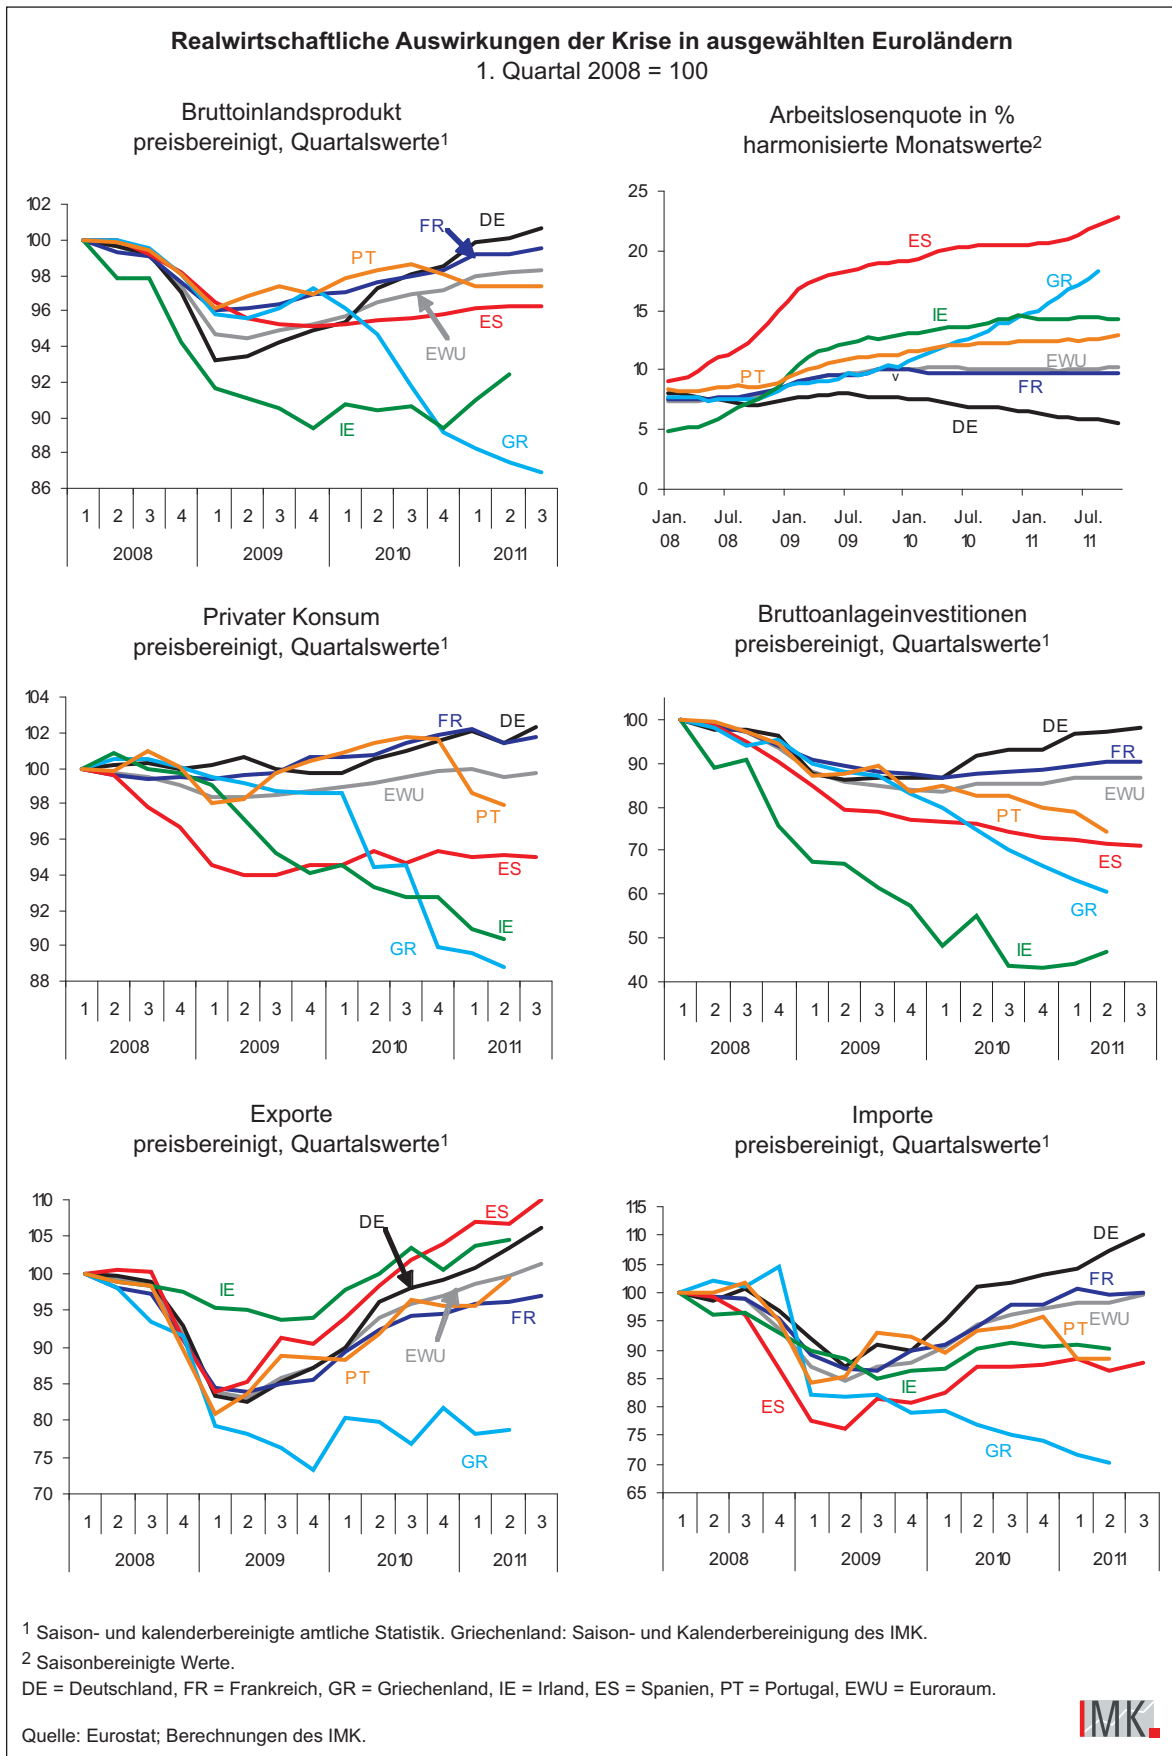 Realwirtschaftliche Auswirkungen der Krise in ausgewählten Euroländern
1. Quartal 2008 = 100
Bruttoinlandsprodukt
preisbereinigt, Quartalswerte1
102
100
98
96
94
92
90
88
86
FR
DE
PT
ES
EWU
IE
GR
1 2 3 4 1 2 3 4 1 2 3 4 1 2 3
2008 2009 2010 2011
Arbeitslosenquote in %
harmonisierte Monatswerte2
25
20
15
10
5
0
ES
GR
IE
EWU
PT
FR
v
DE
Jan. Jul. Jan. Jul. Jan. Jul. Jan. Jul.
08 08 09 09 10 10 11 11
Privater Konsum
preisbereinigt, Quartalswerte1
104
102
100
98
96
94
92
90
88
FR
DE
EWU
PT
ES
IE
GR
1 2 3 4 1 2 3 4 1 2 3 4 1 2 3
2008 2009 2010 2011
Bruttoanlageinvestitionen
preisbereinigt, Quartalswerte1
100
90
80
70
60
50
40
DE
FR
EWU
PT
ES
GR
IE
1 2 3 4 1 2 3 4 1 2 3 4 1 2 3
2008 2009 2010 2011
Exporte
preisbereinigt, Quartalswerte1
110
105
100
95
90
85
80
75
70
DE
ES
IE
FR
EWU
PT
GR
1 2 3 4 1 2 3 4 1 2 3 4 1 2 3
2008 2009 2010 2011
Importe
preisbereinigt, Quartalswerte1
115
110
105
100
95
90
85
80
75
70
65
DE
FR
EWU
PT
IE
ES
GR
1 2 3 4 1 2 3 4 1 2 3 4 1 2 3
2008 2009 2010 2011
1 Saison- und kalenderbereinigte amtliche Statistik. Griechenland: Saison- und Kalenderbereinigung des IMK.
2 Saisonbereinigte Werte.
DE = Deutschland, FR = Frankreich, GR = Griechenland, IE = Irland, ES = Spanien, PT = Portugal, EWU = Euroraum.
Quelle: Eurostat; Berechnungen des IMK.
IMK